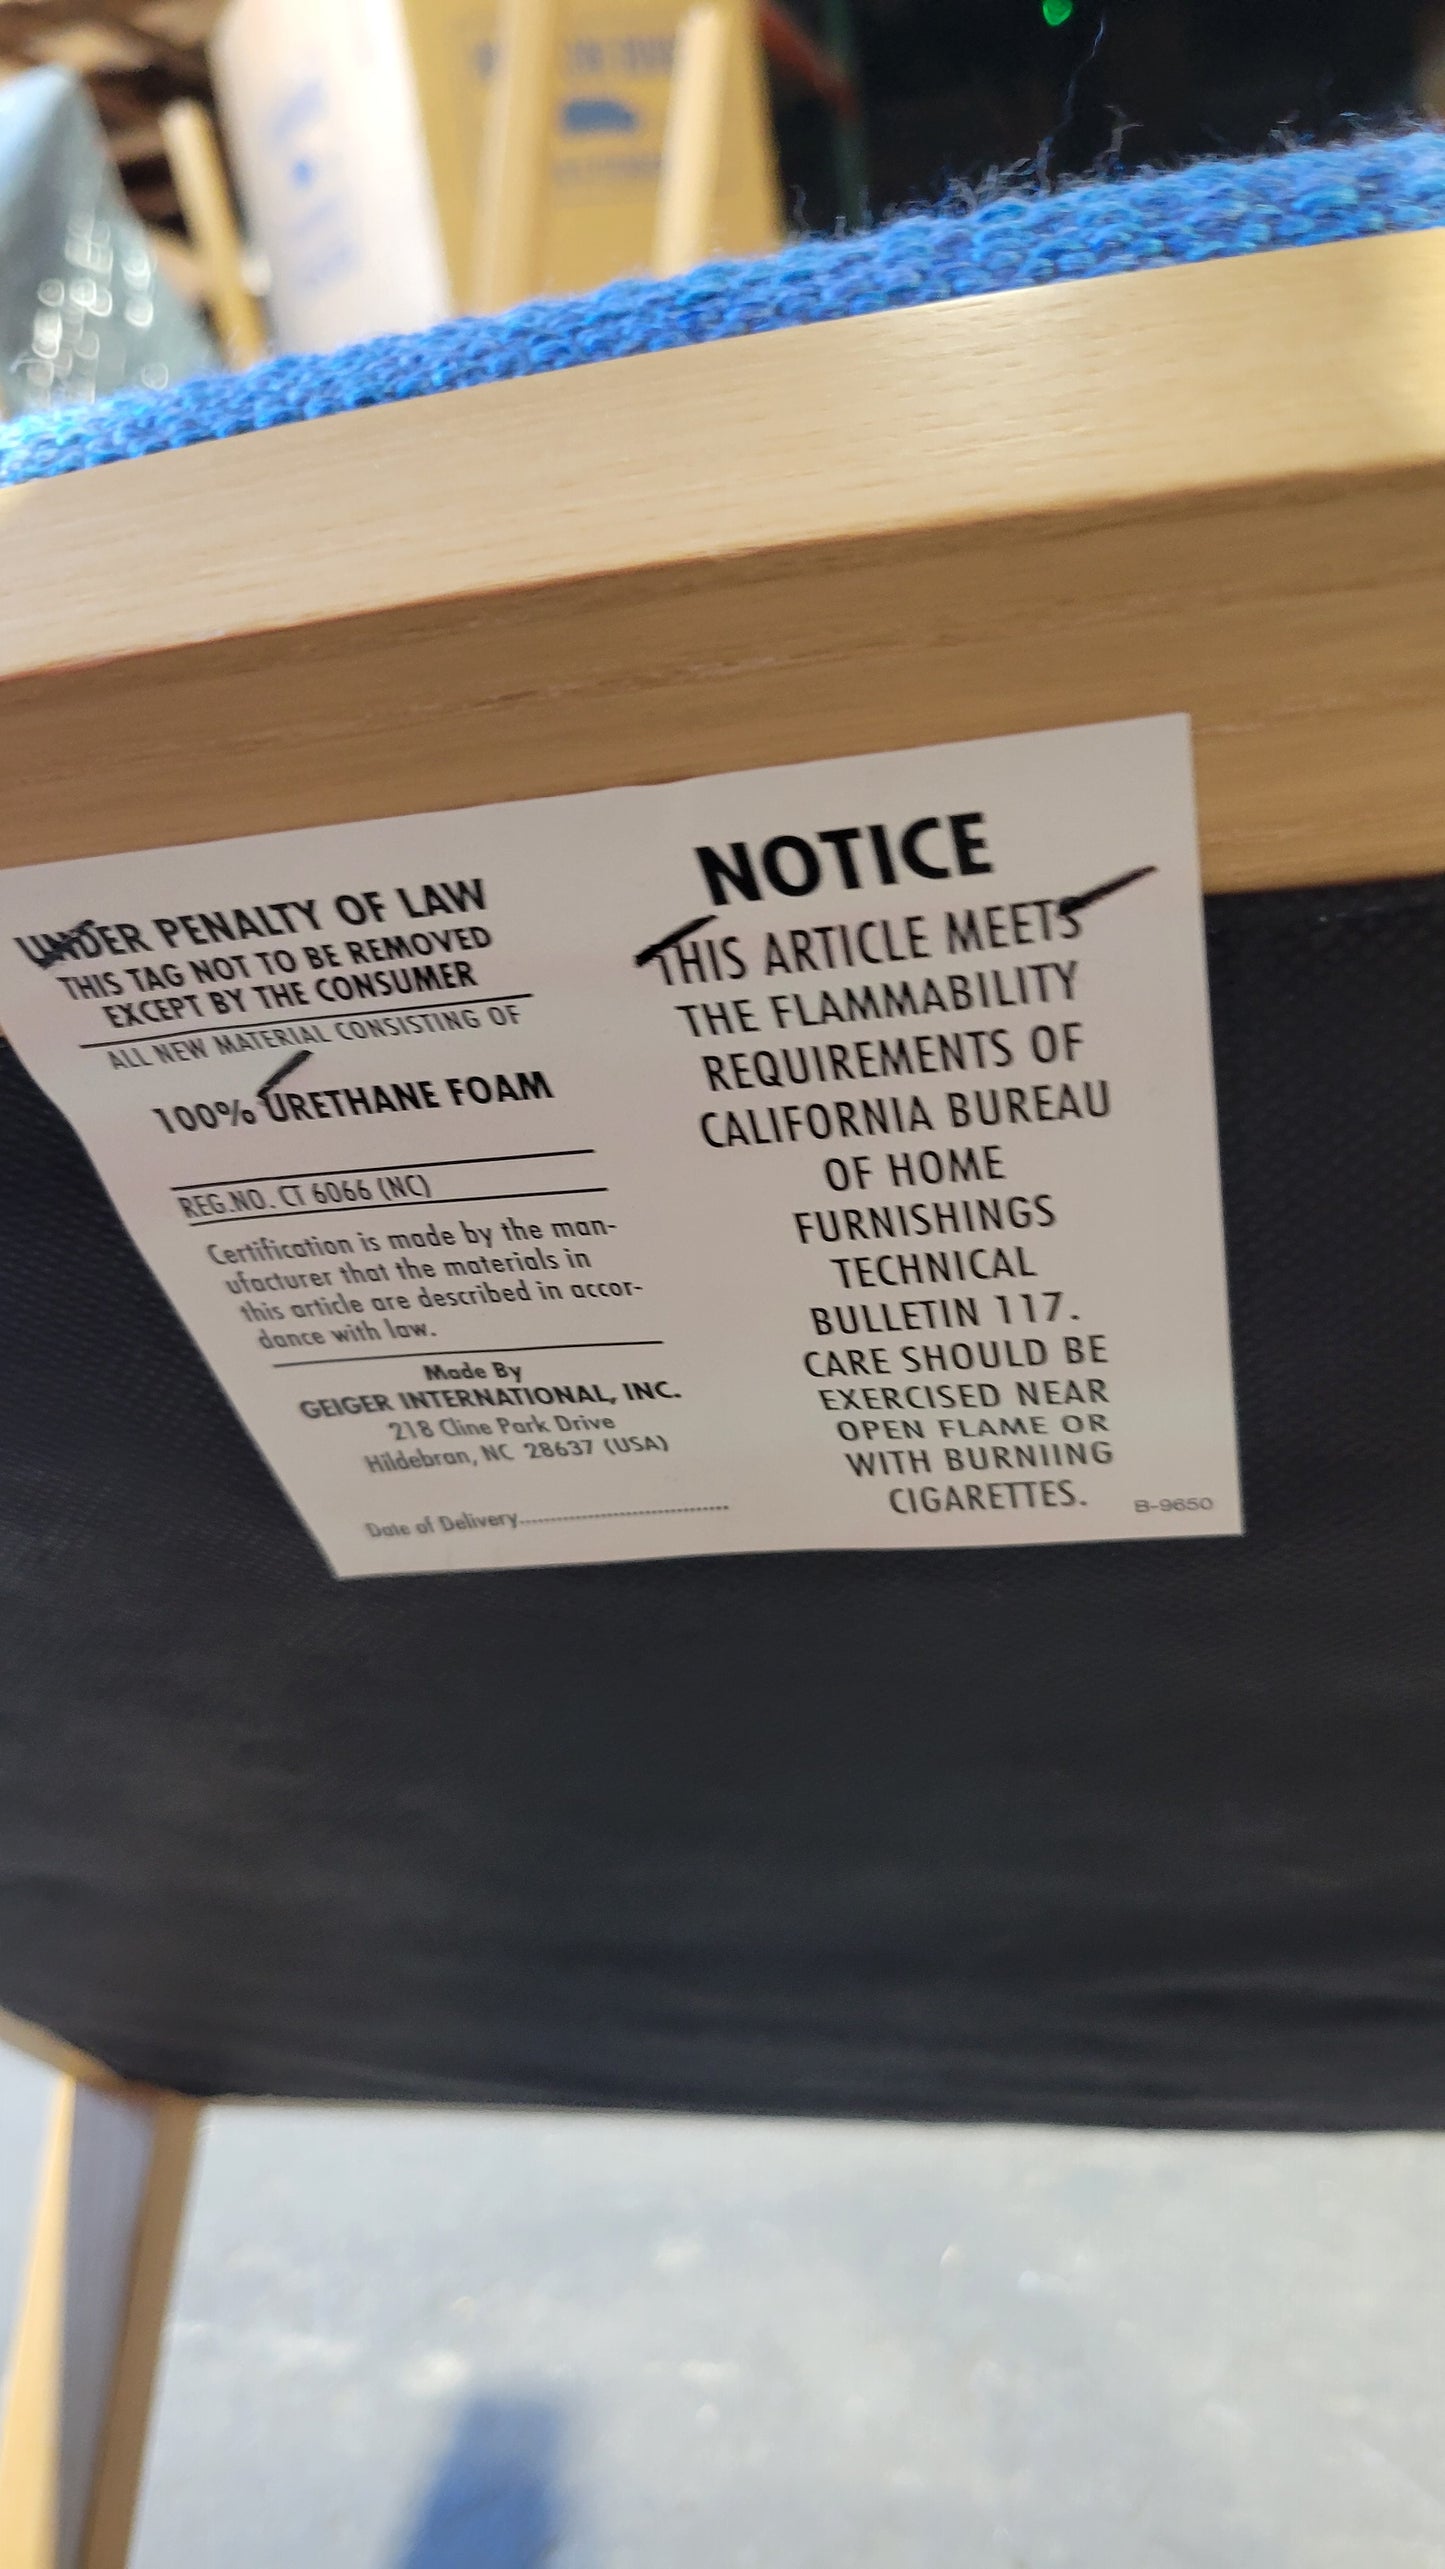 UNDER PENALTY OF LAW
THIS TAG NOT TO BE REMOVED
EXCEPT BY THE CONSUMER
ALL NEW MATERIAL CONSISTING OF
100% URETHANE FOAM
REG.NO. CT 6066 (NC)
Certification is made by the man-
ufacturer that the materials in
this article are described in accor-
dance with law.
Made By
GEIGER INTERNATIONAL, INC.
218 Cline Park Drive
Hildebran, NC 28637 (USA)
Date of Delivery
NOTICE
THIS ARTICLE MEETS
THE FLAMMABILITY
REQUIREMENTS OF
CALIFORNIA BUREAU
OF HOME
FURNISHINGS
TECHNICAL
BULLETIN 117.
CARE SHOULD BE
EXERCISED NEAR
OPEN FLAME OR
WITH BURNIING
CIGARETTES.
B-9650